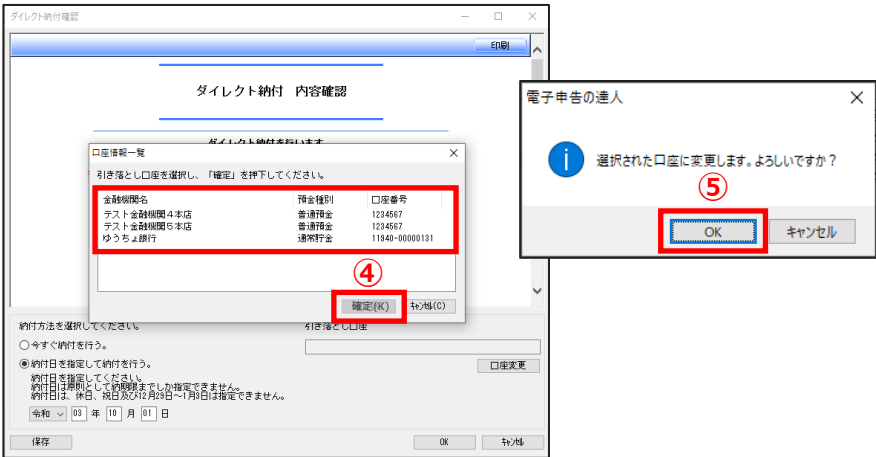 ダイレクト納付確認
印刷
ダイレクト納付 内容確認
ダイレクト納付を行います
口座情報一覧
引き落とし口座を選択し、「確定」を押下してください。
金融機関名 預金種別 口座番号
テスト金融機関4本店 普通預金 1234567
テスト金融機関5本店 普通預金 1234567
ゆうちょ銀行 通常貯金 11940-00000131
④
確定(K) キャンセル(C)
納付方法を選択してください。 引き落とし口座
今すぐ納付を行う。
納付日を指定して納付を行う。 口座変更
納付日を指定してください。
納付日は原則として納期限までしか指定できません。
納付日は、休日、祝日及び12月29日～1月3日は指定できません。
令和 03 年 10 月 01 日
保存 OK キャンセル
電子申告の達人
選択された口座に変更します。よろしいですか？
⑤
OK キャンセル